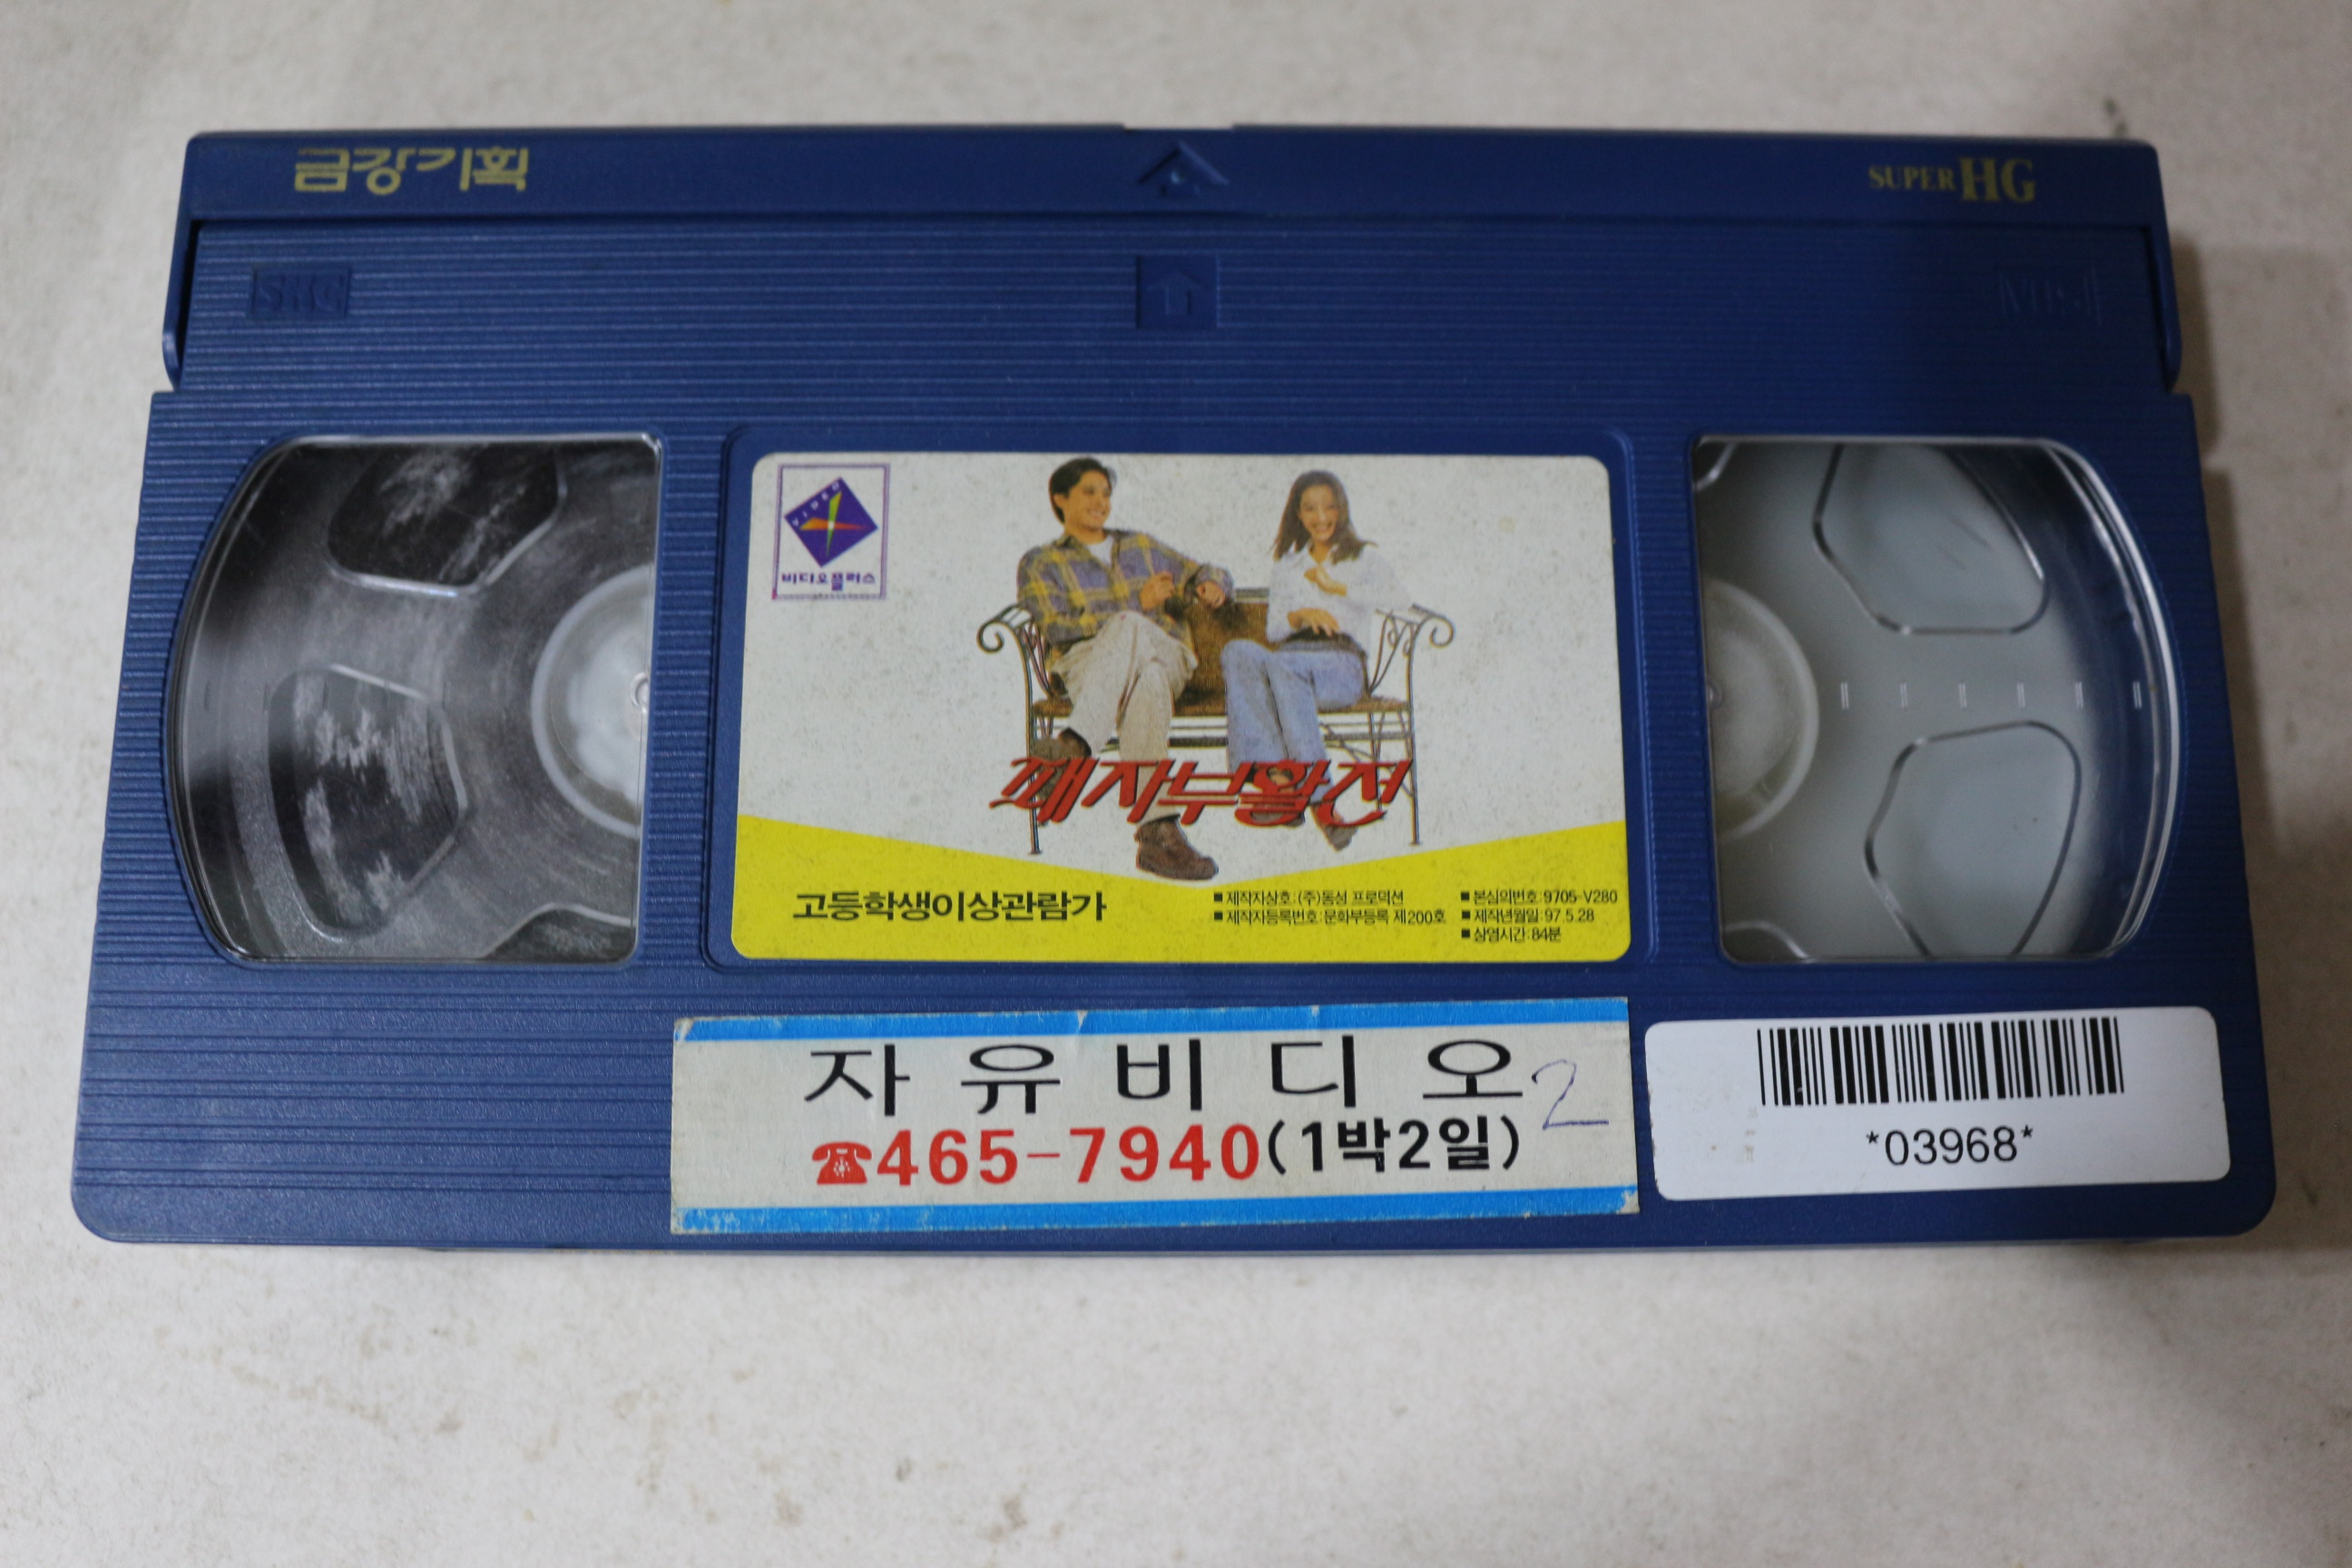 금강기획
SUPER HG
SKC
VHS
VIDEO
비디오플러스
패자부활전
고등학생이상관람가
■제작자상호:(주)동성 프로덕션
■제작자등록번호:문화부등록 제200호
■본심의번호:9705-V280
■제작년월일:97.5.28
■상영시간:84분
자유비디오 2
☎465-7940(1박2일)
*03968*